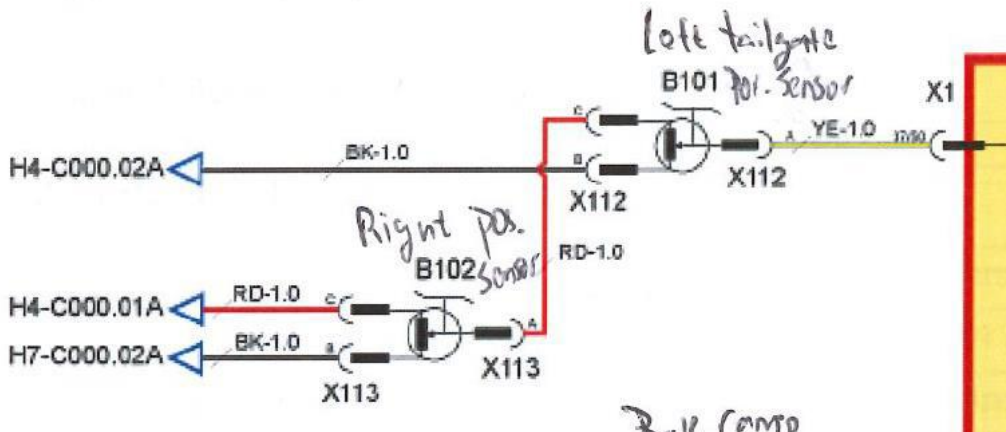 Left tailgate
B101 Pos. Sensor
X1
C
A YE-1.0 37/90
H4-C000.02A BK-1.0
B
X112
X112
Right pos.
B102 Sensor
RD-1.0
H4-C000.01A RD-1.0
C
A
H7-C000.02A BK-1.0
B
X113
X113